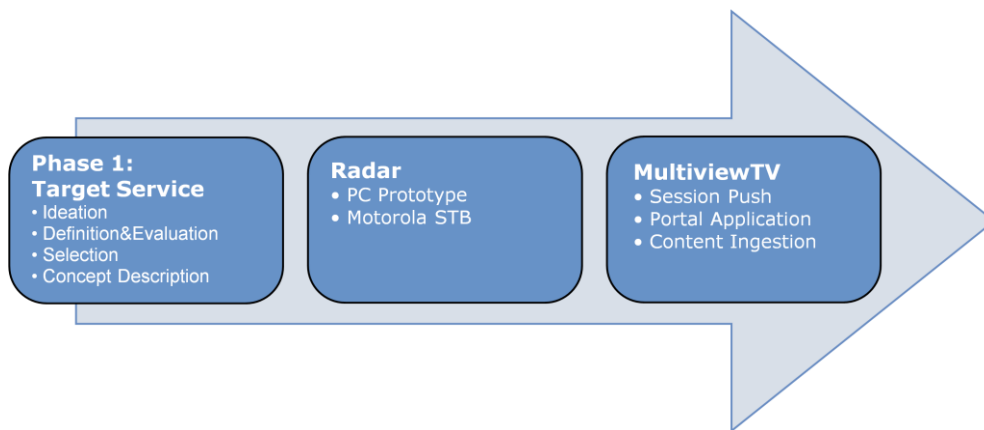 Phase 1:
Target Service
• Ideation
• Definition&Evaluation
• Selection
• Concept Description
Radar
• PC Prototype
• Motorola STB
MultiviewTV
• Session Push
• Portal Application
• Content Ingestion